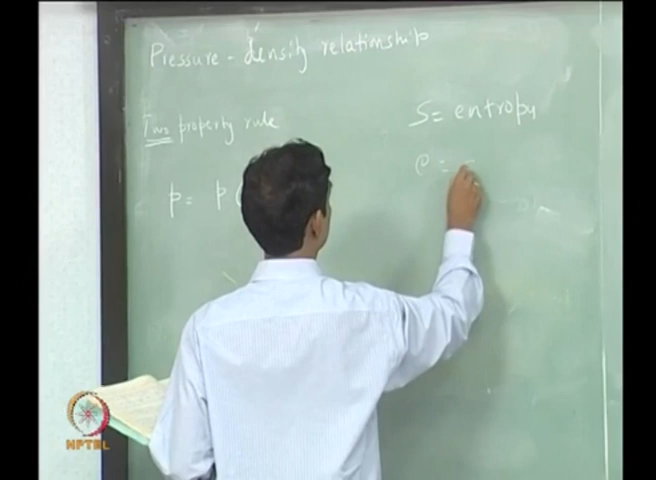 Pressure - density relationship
Two property rule
S = entropy
p = p (
ρ =
NPTEL